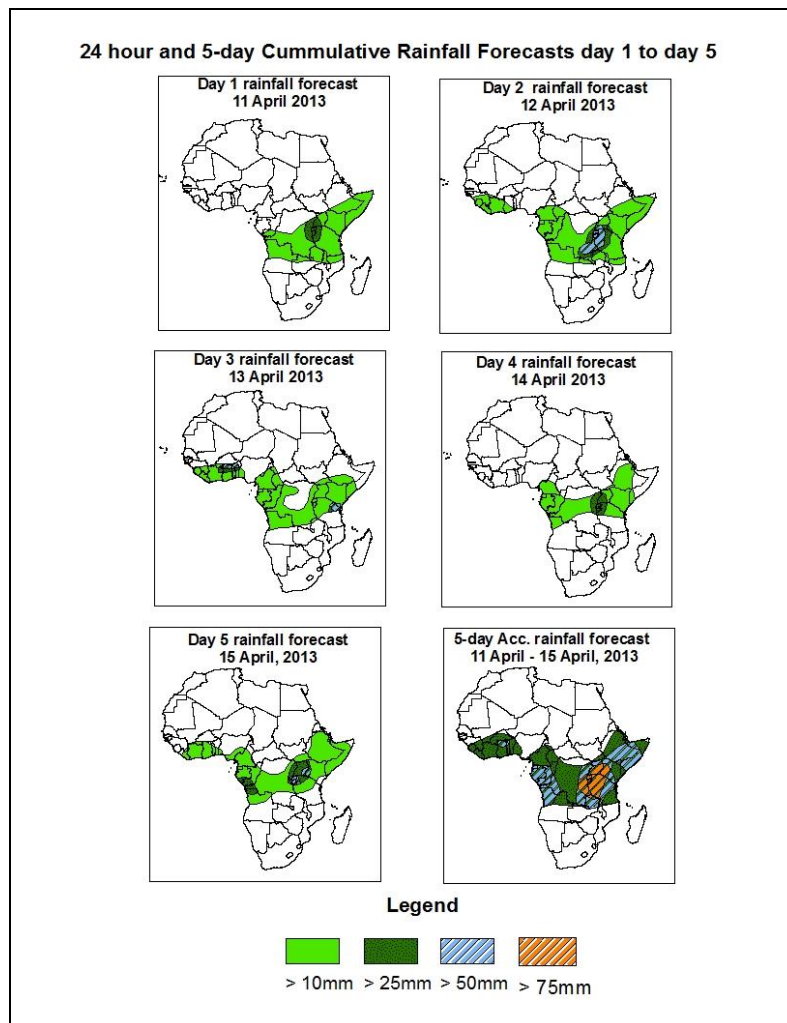 24 hour and 5-day Cummulative Rainfall Forecasts day 1 to day 5
Day 1 rainfall forecast
11 April 2013
Day 2 rainfall forecast
12 April 2013
Day 3 rainfall forecast
13 April 2013
Day 4 rainfall forecast
14 April 2013
Day 5 rainfall forecast
15 April, 2013
5-day Acc. rainfall forecast
11 April - 15 April, 2013
Legend
> 10mm > 25mm > 50mm > 75mm